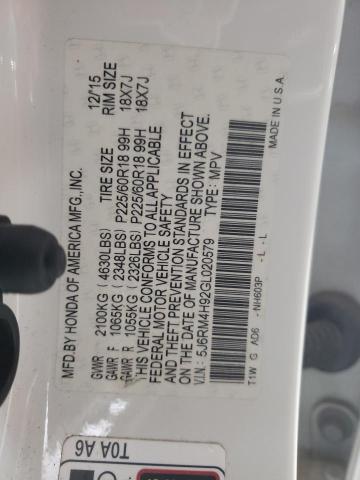 MFD.BY HONDA OF AMERICA MFG.,INC. 12/15
TIRE SIZE RIM SIZE
GVWR 2100KG ( 4630LBS)
GAWR F 1065KG ( 2348LBS) P225/60R18 99H 18X7J
GAWR R 1055KG ( 2326LBS) P225/60R18 99H 18X7J
THIS VEHICLE CONFORMS TO ALL APPLICABLE
FEDERAL MOTOR VEHICLE SAFETY
AND THEFT PREVENTION STANDARDS IN EFFECT
ON THE DATE OF MANUFACTURE SHOWN ABOVE.
V.I.N.: 5J6RM4H92GL020579 TYPE: MPV
T1W G AD6 -NH603P -L -L MADE IN U.S.A.
T0A A6